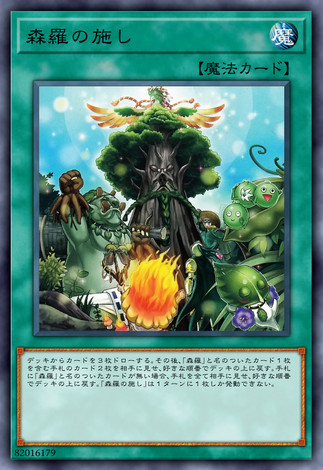 森羅の施し
魔
【魔法カード】
デッキからカードを3枚ドローする。その後、「森羅」と名のついたカード1枚
を含む手札のカード2枚を相手に見せ、好きな順番でデッキの上に戻す。手札
に「森羅」と名のついたカードが無い場合、手札を全て相手に見せ、好きな順番
でデッキの上に戻す。「森羅の施し」は1ターンに1枚しか発動できない。
82016179